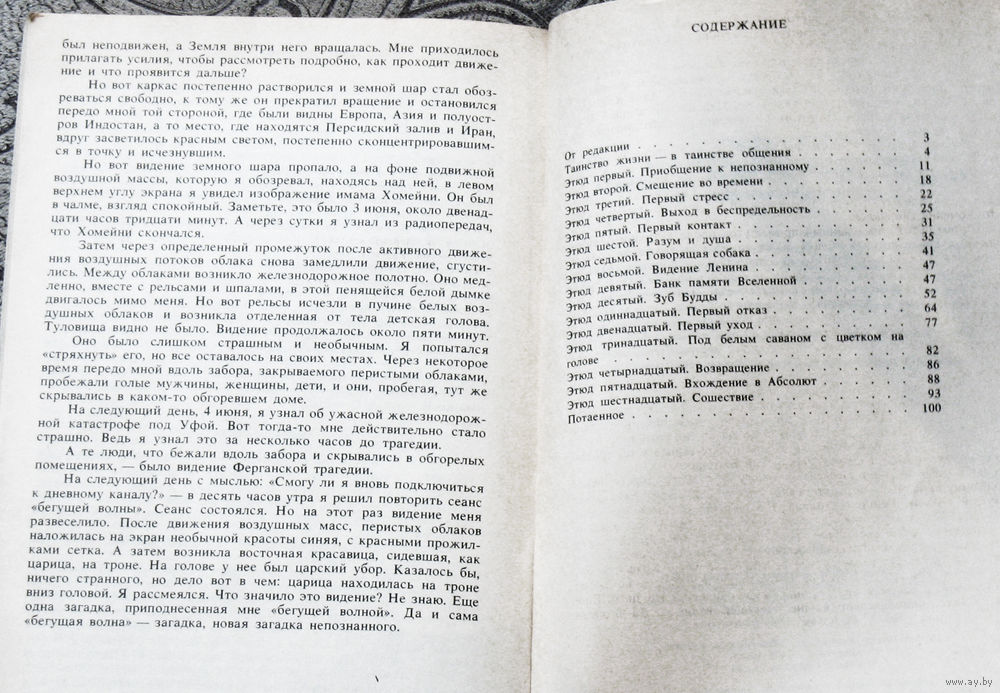 был неподвижен, а Земля внутри него вращалась. Мне приходилось
прилагать усилия, чтобы рассмотреть подробно, как проходит движе-
ние и что проявится дальше?
Но вот каркас постепенно растворился и земной шар стал обоз-
реваться свободно, к тому же он прекратил вращение и остановился
передо мной той стороной, где были видны Европа, Азия и полуост-
ров Индостан, а то место, где находятся Персидский залив и Иран,
вдруг засветилось красным светом, постепенно сконцентрировавшим-
ся в точку и исчезнувшим.
Но вот видение земного шара пропало, а на фоне подвижной
воздушной массы, которую я обозревал, находясь над ней, в левом
верхнем углу экрана я увидел изображение имама Хомейни. Он был
в чалме, взгляд спокойный. Заметьте, это было 3 июня, около двенад-
цати часов тридцати минут. А через сутки я узнал из радиопередач,
что Хомейни скончался.
Затем через определенный промежуток после активного движе-
ния воздушных потоков облака снова замедлили движение, сгусти-
лись. Между облаками возникло железнодорожное полотно. Оно мед-
ленно, вместе с рельсами и шпалами, в этой пенящейся белой дымке
двигалось мимо меня. Но вот рельсы исчезли в пучине белых воз-
душных облаков и возникла отделенная от тела детская голова.
Туловища видно не было. Видение продолжалось около пяти минут.
Оно было слишком страшным и необычным. Я попытался
«стряхнуть» его, но все оставалось на своих местах. Через некоторое
время передо мной вдоль забора, закрываемого перистыми облаками,
пробежали голые мужчины, женщины, дети, и они, пробегая, тут же
скрывались в каком-то обгоревшем доме.
На следующий день, 4 июня, я узнал об ужасной железнодорож-
ной катастрофе под Уфой. Вот тогда-то мне действительно стало
страшно. Ведь я узнал это за несколько часов до трагедии.
А те люди, что бежали вдоль забора и скрывались в обгорелых
помещениях, — было видение Ферганской трагедии.
На следующий день с мыслью: «Смогу ли я вновь подключиться
к дневному каналу?» — в десять часов утра я решил повторить сеанс
«бегущей волны». Сеанс состоялся. Но на этот раз видение меня
развеселило. После движения воздушных масс, перистых облаков
наложилась на экран необычной красоты синяя, с красными прожил-
ками сетка. А затем возникла восточная красавица, сидевшая, как
царица, на троне. На голове у нее был царский убор. Казалось бы,
ничего странного, но дело вот в чем: царица находилась на троне
вниз головой. Я рассмеялся. Что значило это видение? Не знаю. Еще
одна загадка, приподнесенная мне «бегущей волной». Да и сама
«бегущая волна» — загадка, новая загадка непознанного.
СОДЕРЖАНИЕ
От редакции . . . . . . . . . . . . 3
Таинство жизни — в таинстве общения . . . . . . 4
Этюд первый. Приобщение к непознанному . . . . . 11
Этюд второй. Смещение во времени . . . . . . . 18
Этюд третий. Первый стресс . . . . . . . . 22
Этюд четвертый. Выход в беспредельность . . . . . 25
Этюд пятый. Первый контакт . . . . . . . . 31
Этюд шестой. Разум и душа . . . . . . . . 35
Этюд седьмой. Говорящая собака . . . . . . . 41
Этюд восьмой. Видение Ленина . . . . . . . 47
Этюд девятый. Банк памяти Вселенной . . . . . . 47
Этюд десятый. Зуб Будды . . . . . . . . 52
Этюд одиннадцатый. Первый отказ . . . . . . . 64
Этюд двенадцатый. Первый уход . . . . . . . 77
Этюд тринадцатый. Под белым саваном с цветком на
голове . . . . . . . . . . . . . 82
Этюд четырнадцатый. Возвращение . . . . . . . 86
Этюд пятнадцатый. Вхождение в Абсолют . . . . . 88
Этюд шестнадцатый. Сошествие . . . . . . . 93
Потаенное . . . . . . . . . . . . 100
www.ay.by